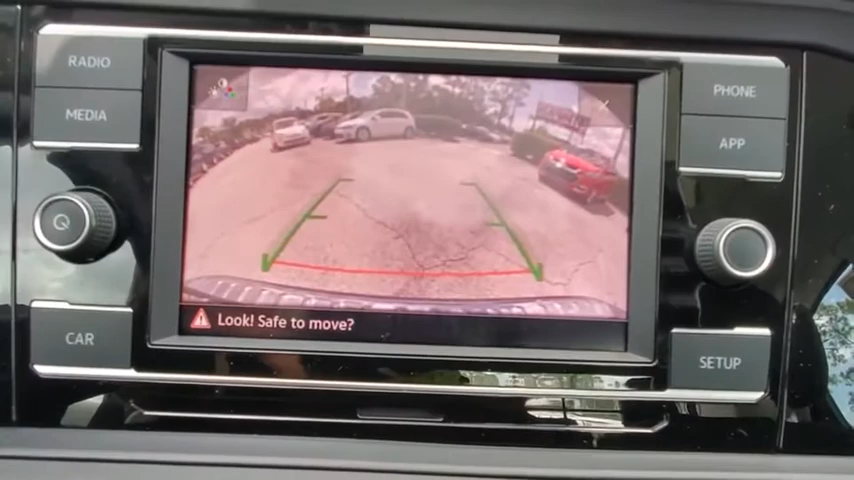 RADIO
MEDIA
CAR
PHONE
APP
SETUP
Look! Safe to move?